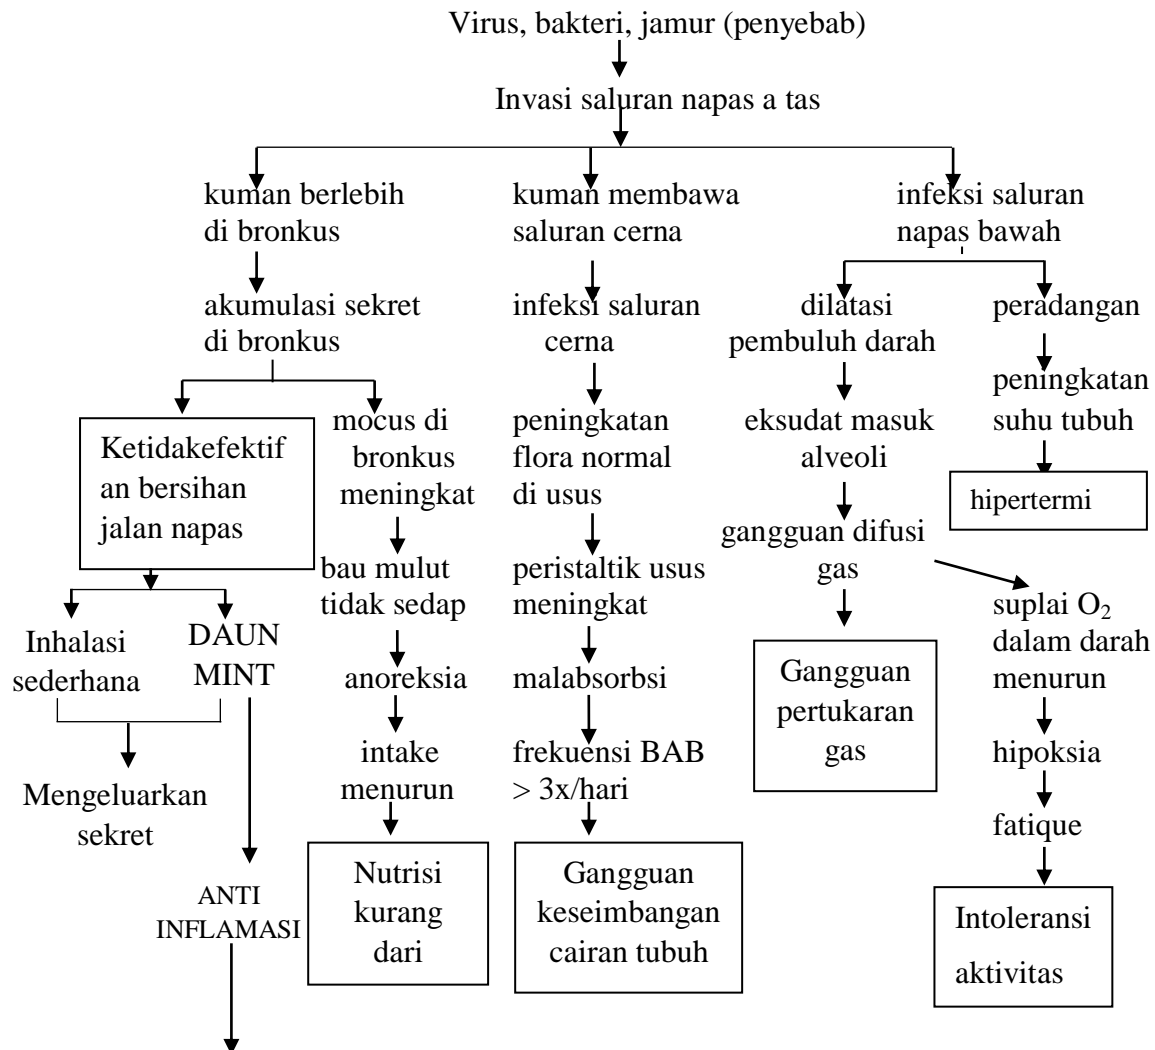 Virus, bakteri, jamur (penyebab)
Invasi saluran napas a tas
kuman berlebih
di bronkus
kuman membawa
saluran cerna
infeksi saluran
napas bawah
akumulasi sekret
di bronkus
infeksi saluran
cerna
dilatasi
pembuluh darah
peradangan
peningkatan
suhu tubuh
Ketidakefektif
an bersihan
jalan napas
mocus di
bronkus
meningkat
peningkatan
flora normal
di usus
eksudat masuk
alveoli
hipertermi
gangguan difusi
gas
bau mulut
tidak sedap
peristaltik usus
meningkat
suplai O₂
dalam darah
menurun
Inhalasi
sederhana
DAUN
MINT
anoreksia
malabsorbsi
Gangguan
pertukaran
gas
intake
menurun
frekuensi BAB
> 3x/hari
hipoksia
Mengeluarkan
sekret
fatique
ANTI
INFLAMASI
Nutrisi
kurang
dari
Gangguan
keseimbangan
cairan tubuh
Intoleransi
aktivitas